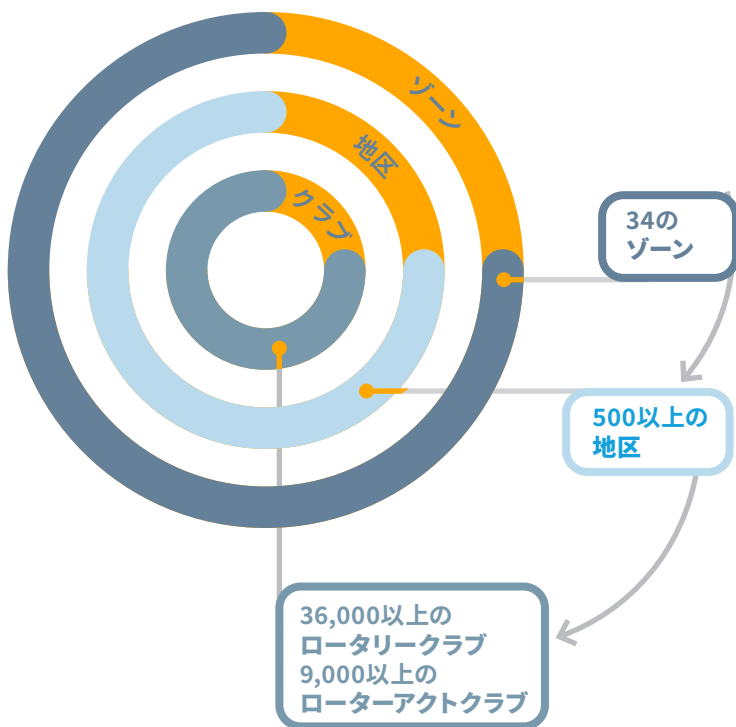 ゾーン
地区
クラブ
34の
ゾーン
500以上の
地区
36,000以上の
ロータリークラブ
9,000以上の
ローターアクトクラブ